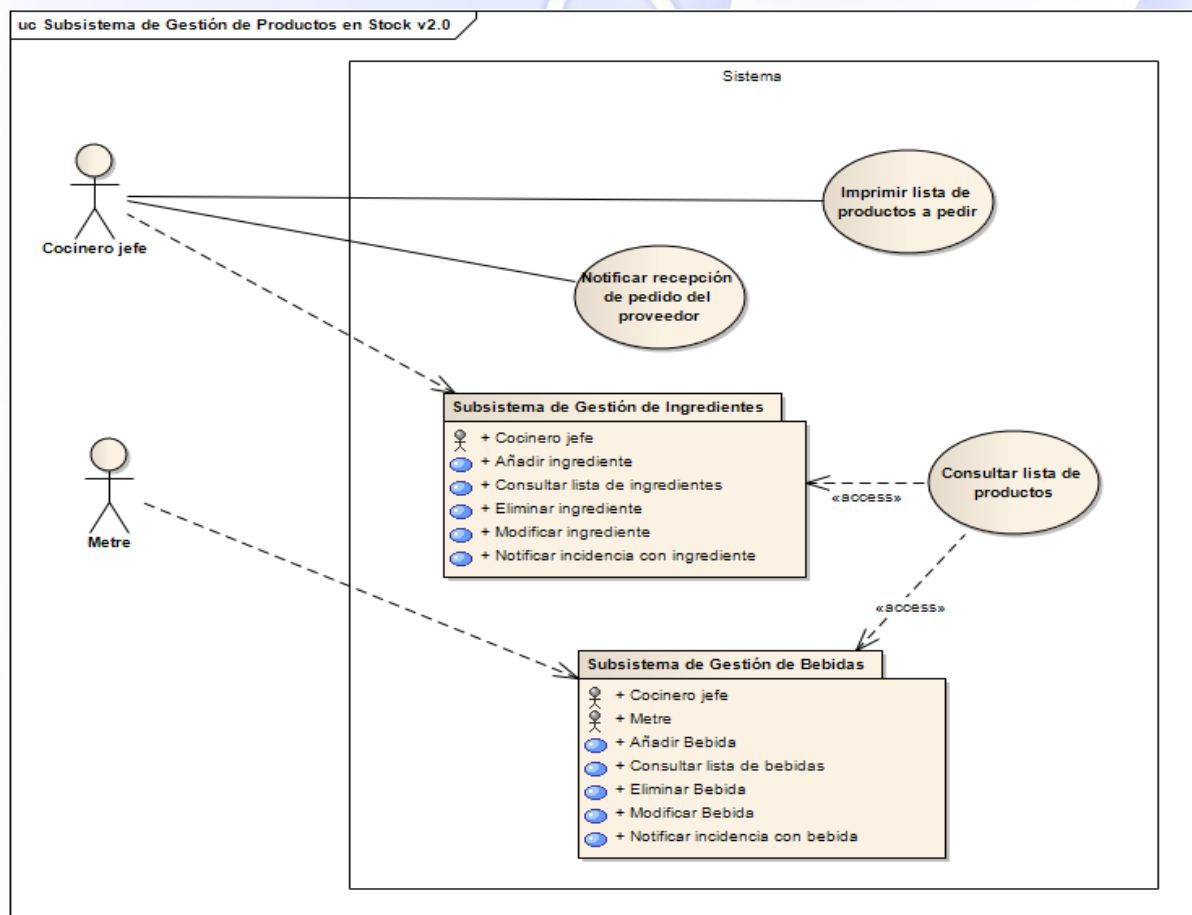 uc Subsistema de Gestión de Productos en Stock v2.0
Sistema
Imprimir lista de
productos a pedir
Cocinero jefe
Notificar recepción
de pedido del
proveedor
Subsistema de Gestión de Ingredientes
+ Cocinero jefe
+ Añadir ingrediente
+ Consultar lista de ingredientes
+ Eliminar ingrediente
+ Modificar ingrediente
+ Notificar incidencia con ingrediente
Consultar lista de
productos
«access»
Metre
«access»
Subsistema de Gestión de Bebidas
+ Cocinero jefe
+ Metre
+ Añadir Bebida
+ Consultar lista de bebidas
+ Eliminar Bebida
+ Modificar Bebida
+ Notificar incidencia con bebida